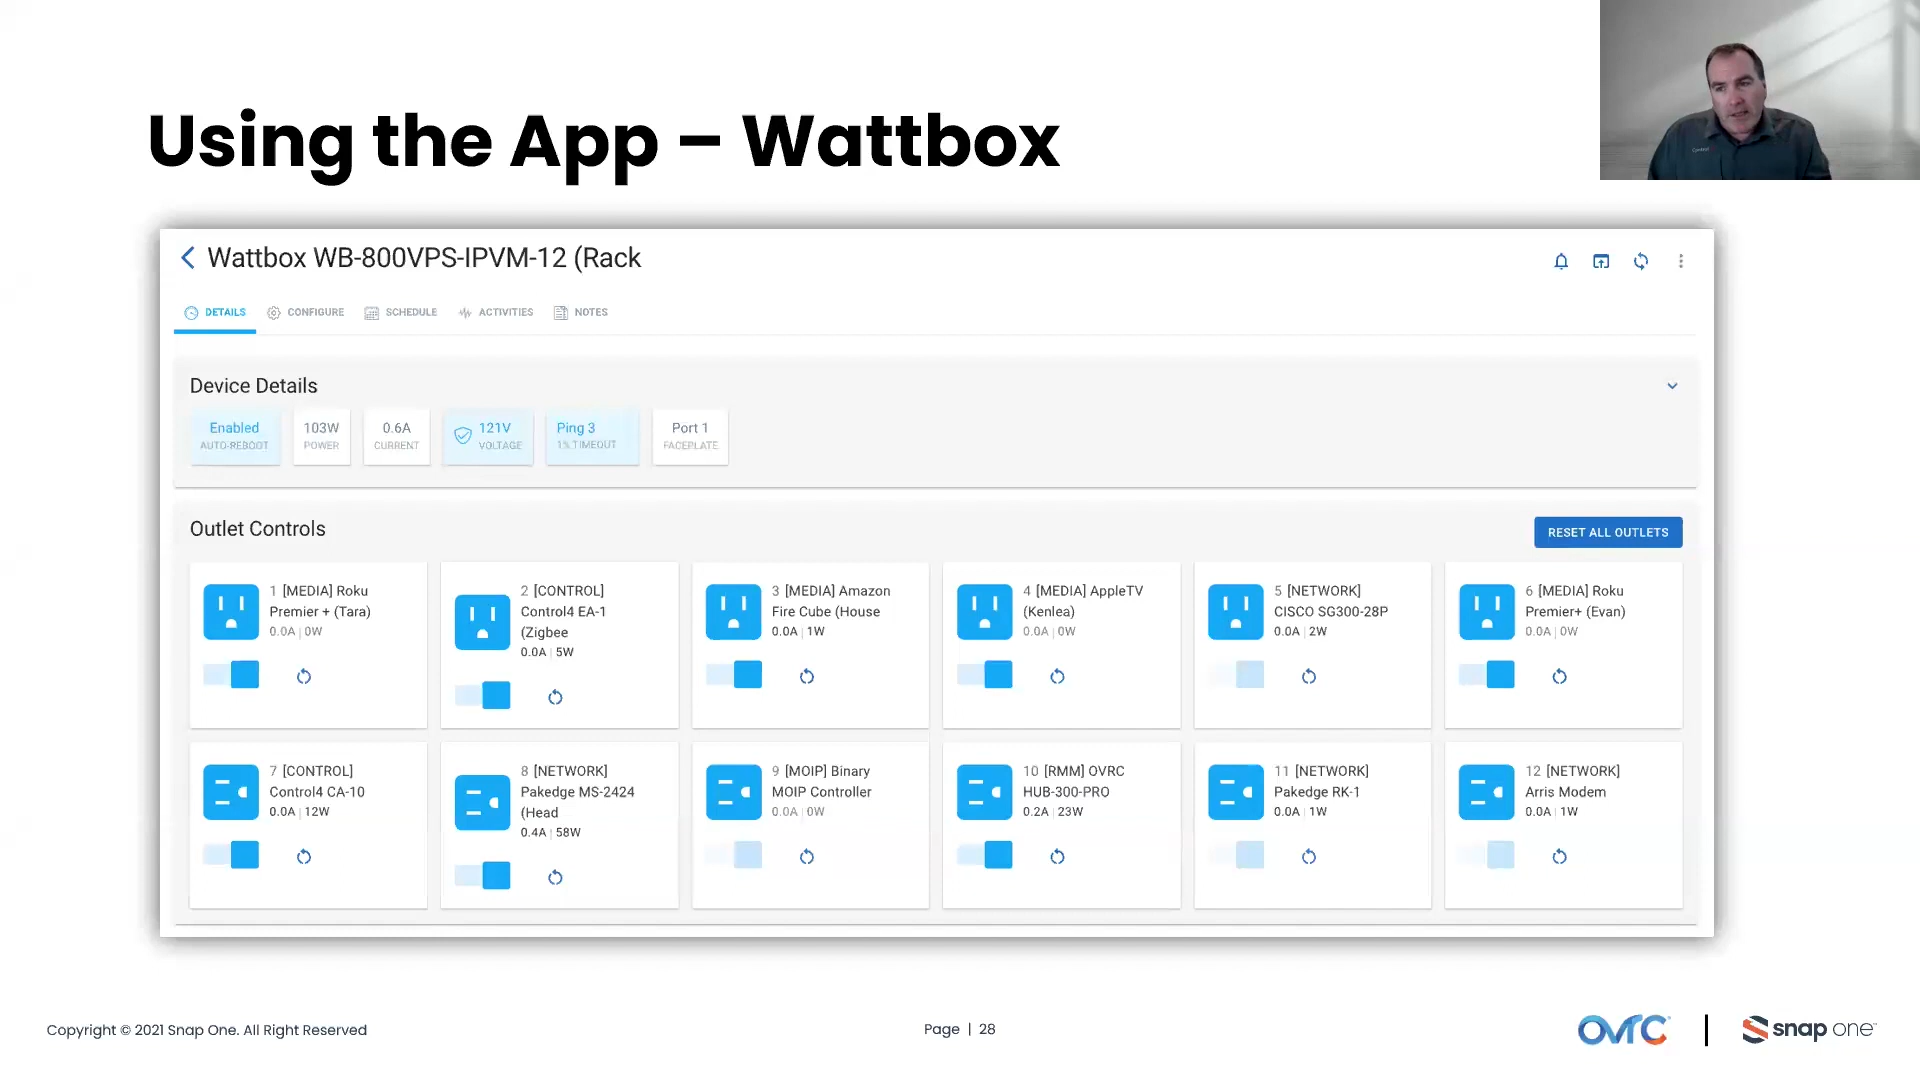 Using the App – Wattbox
Wattbox WB-800VPS-IPVM-12 (Rack
DETAILS CONFIGURE SCHEDULE ACTIVITIES NOTES
Device Details
Enabled 103W 0.6A 121V Ping 3 Port 1
AUTO-REBOOT POWER CURRENT VOLTAGE 1% TIMEOUT FACEPLATE
Outlet Controls
RESET ALL OUTLETS
1 [MEDIA] Roku
Premier + (Tara)
0.0A | 0W
2 [CONTROL]
Control4 EA-1
(Zigbee
0.0A | 5W
3 [MEDIA] Amazon
Fire Cube (House
0.0A | 1W
4 [MEDIA] AppleTV
(Kenlea)
0.0A | 0W
5 [NETWORK]
CISCO SG300-28P
0.0A | 2W
6 [MEDIA] Roku
Premier+ (Evan)
0.0A | 0W
7 [CONTROL]
Control4 CA-10
0.0A | 12W
8 [NETWORK]
Pakedge MS-2424
(Head
0.4A | 58W
9 [MOIP] Binary
MOIP Controller
0.0A | 0W
10 [RMM] OVRC
HUB-300-PRO
0.2A | 23W
11 [NETWORK]
Pakedge RK-1
0.0A | 1W
12 [NETWORK]
Arris Modem
0.0A | 1W
Copyright © 2021 Snap One. All Right Reserved
Page | 28
OVRC | snap one